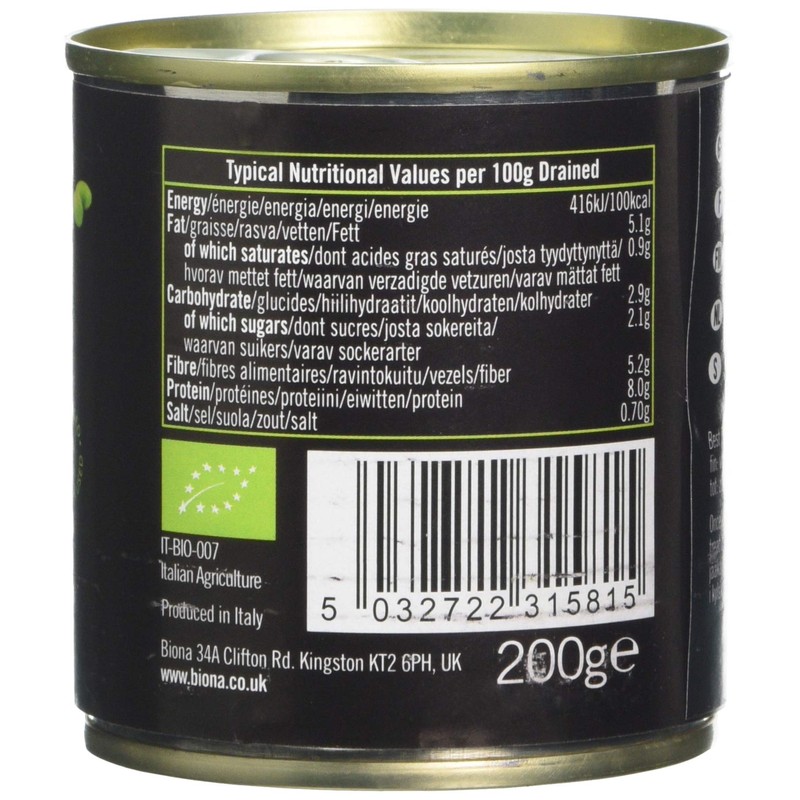 Typical Nutritional Values per 100g Drained
Energy/énergie/energia/energi/energie 416kJ/100kcal
Fat/graisse/rasva/vetten/Fett 5.1g
of which saturates/dont acides gras saturés/josta tyydyttynyttä/ 0.9g
hvorav mettet fett/waarvan verzadigde vetzuren/varav mättat fett
Carbohydrate/glucides/hiilihydraatit/koolhydraten/kolhydrater 2.9g
of which sugars/dont sucres/josta sokereita/ 2.1g
waarvan suikers/varav sockerarter
Fibre/fibres alimentaires/ravintokuitu/vezels/fiber 5.2g
Protein/protéines/proteiini/eiwitten/protein 8.0g
Salt/sel/suola/zout/salt 0.70g
IT-BIO-007
Italian Agriculture
Produced in Italy
5 032722 315815
Biona 34A Clifton Rd. Kingston KT2 6PH, UK
www.biona.co.uk
200g℮
Best